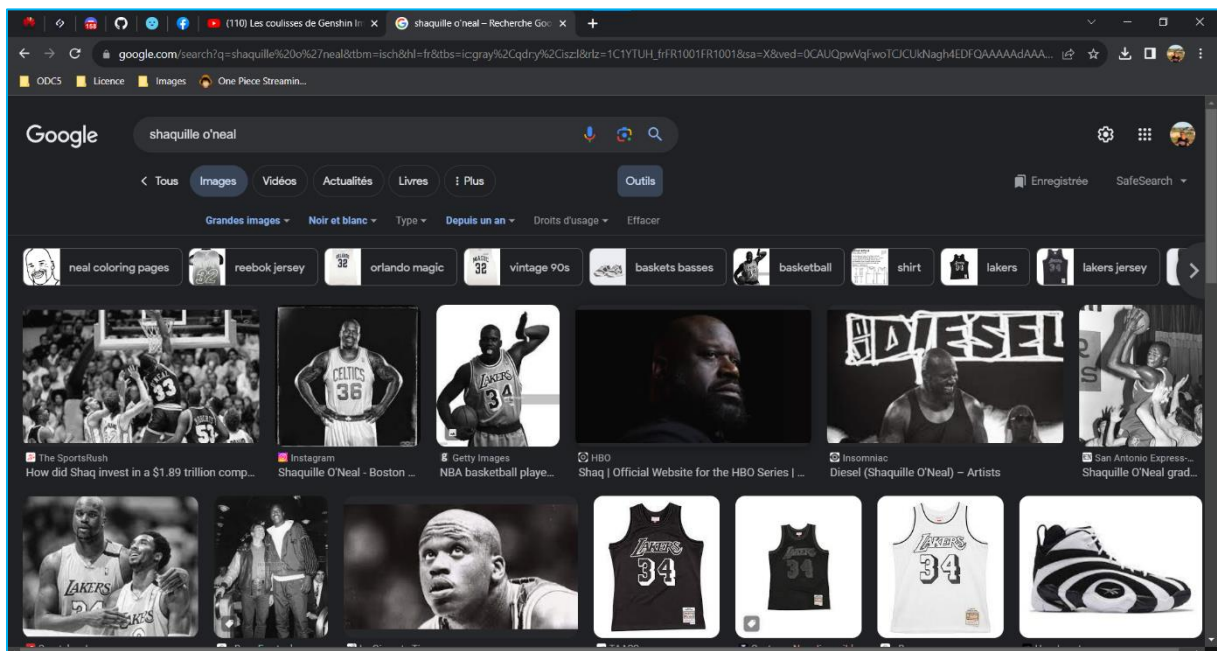 (110) Les coulisses de Genshin Im
shaquille o'neal – Recherche Goo
google.com/search?q=shaquille%20o%27neal&tbm=isch&hl=fr&tbs=ic:gray%2Cqdr:y%2Cisz:l&rlz=1C1YTUH_frFR1001FR1001&sa=X&ved=0CAUQpwVqFwoTCJCUkNagh4EDFQAAAAAdAAA...
ODC5 Licence Images One Piece Streamin...
Google
shaquille o'neal
Tous Images Vidéos Actualités Livres Plus Outils
Enregistrée SafeSearch
Grandes images Noir et blanc Type Depuis un an Droits d'usage Effacer
neal coloring pages reebok jersey orlando magic vintage 90s baskets basses basketball shirt lakers lakers jersey
33
53
CELTICS
36
LAKERS
34
DIESEL
The SportsRush
How did Shaq invest in a $1.89 trillion comp...
Instagram
Shaquille O'Neal - Boston ...
Getty Images
NBA basketball playe...
HBO
Shaq | Official Website for the HBO Series | ...
Insomniac
Diesel (Shaquille O'Neal) – Artists
San Antonio Express-...
Shaquille O'Neal grad...
LAKERS
LAKERS
34
LAKERS
34
LAKERS
34